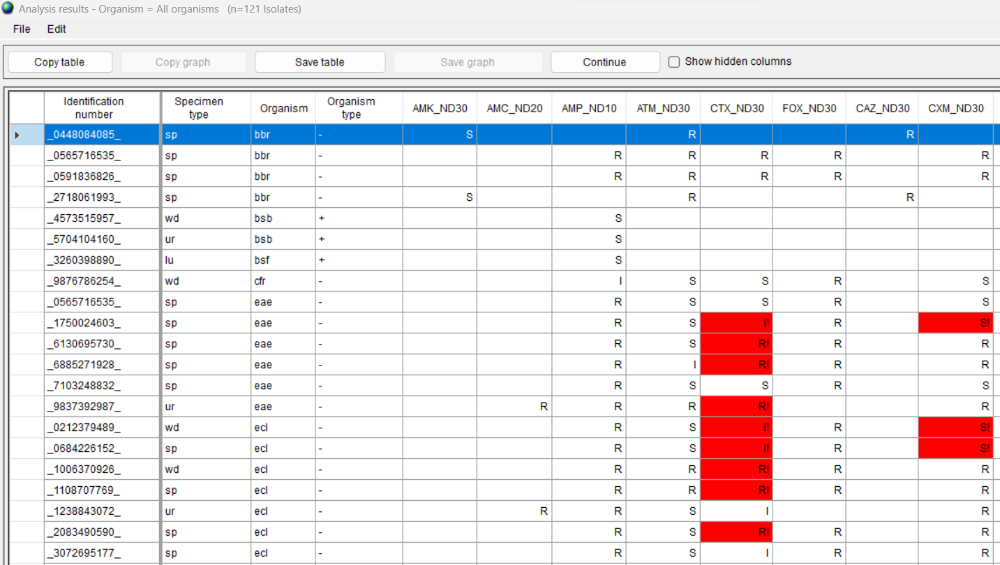 Analysis results - Organism = All organisms (n=121 Isolates)
File Edit
Copy table Copy graph Save table Save graph Continue Show hidden columns
Identification number Specimen type Organism Organism type AMK_ND30 AMC_ND20 AMP_ND10 ATM_ND30 CTX_ND30 FOX_ND30 CAZ_ND30 CXM_ND30
_0448084085_ sp bbr - S R R
_0565716535_ sp bbr - R R R R R
_0591836826_ sp bbr - R R R R R
_2718061993_ sp bbr - S R R
_4573515957_ wd bsb + S
_5704104160_ ur bsb + S
_3260398890_ lu bsf + S
_9876786254_ wd cfr - I S S R S
_0565716535_ sp eae - R S S R S
_1750024603_ sp eae - R S I! R S!
_6130695730_ sp eae - R S R! R R
_6885271928_ sp eae - R I R! R R
_7103248832_ sp eae - R S S R S
_9837392987_ ur eae - R R R R! R
_0212379489_ wd ecl - R S I! R S!
_0684226152_ sp ecl - R S I! R S!
_1006370926_ wd ecl - R R R! R R
_1108707769_ sp ecl - R R R! R R
_1238843072_ ur ecl - R R S I R
_2083490590_ sp ecl - R S R! R R
_3072695177_ sp ecl - R S I R R